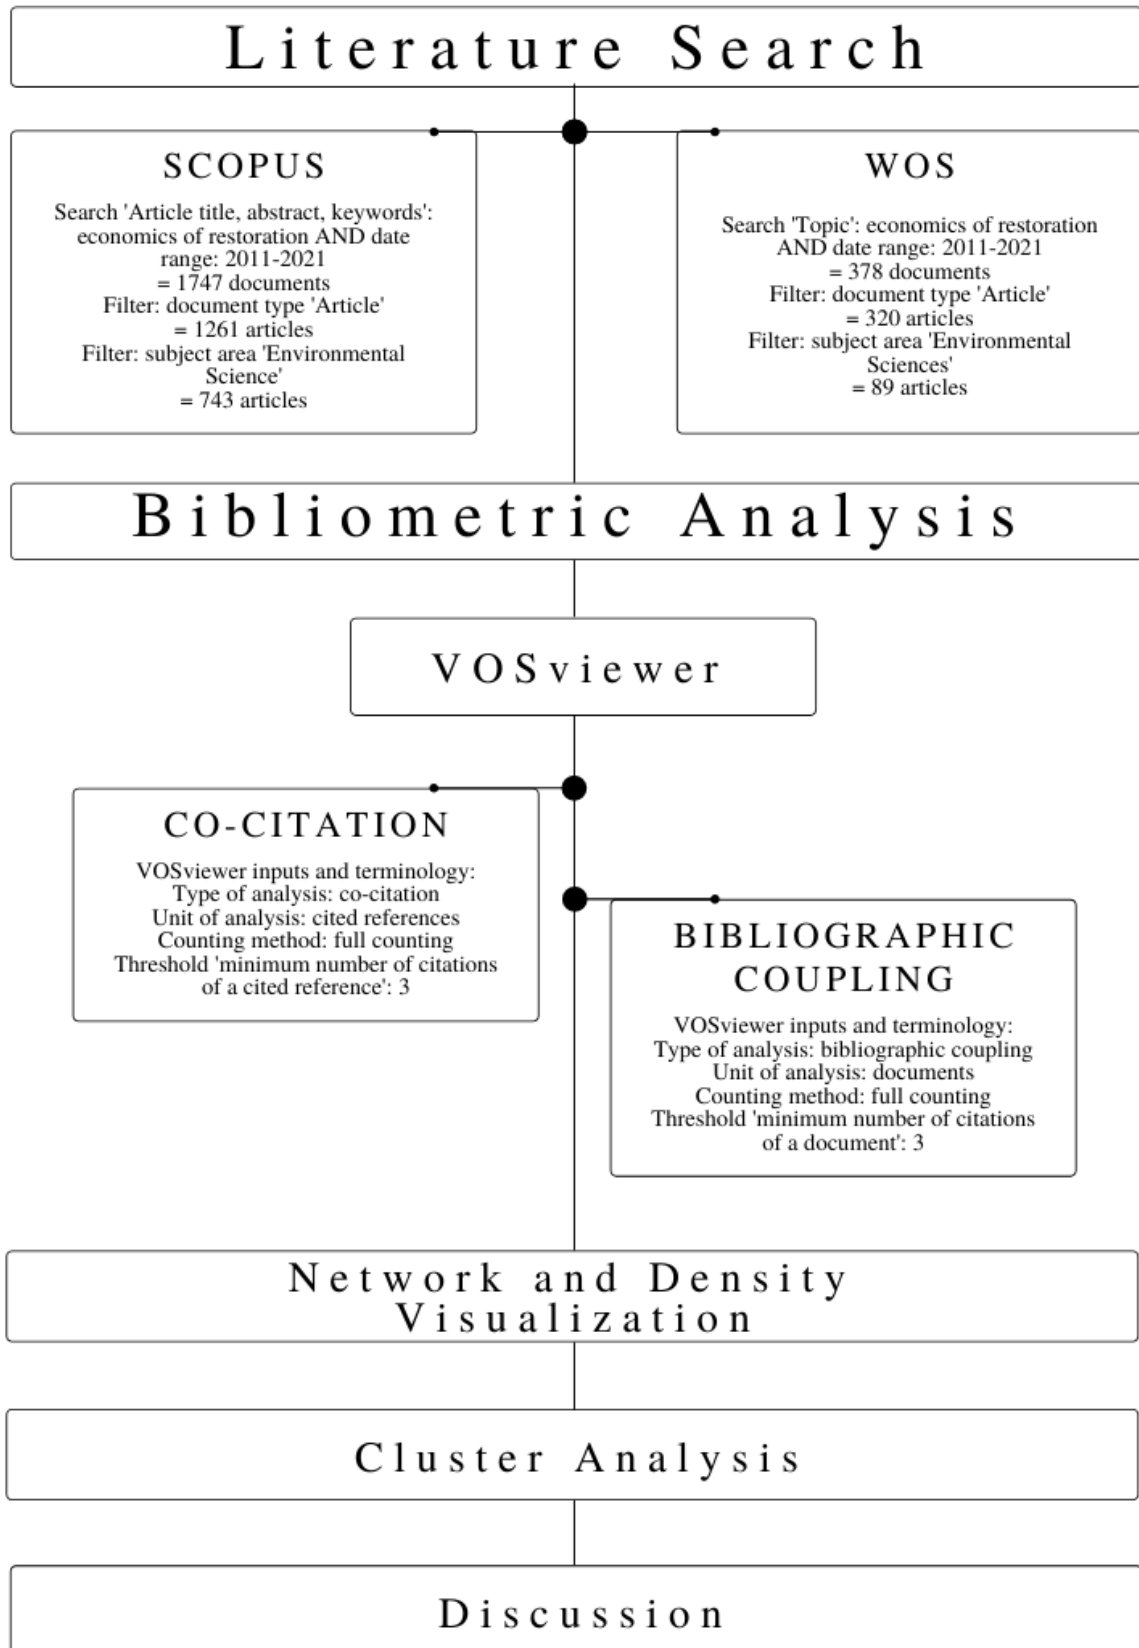 Literature Search
SCOPUS
Search 'Article title, abstract, keywords':
economics of restoration AND date
range: 2011-2021
= 1747 documents
Filter: document type 'Article'
= 1261 articles
Filter: subject area 'Environmental
Science'
= 743 articles
WOS
Search 'Topic': economics of restoration
AND date range: 2011-2021
= 378 documents
Filter: document type 'Article'
= 320 articles
Filter: subject area 'Environmental
Sciences'
= 89 articles
Bibliometric Analysis
VOSviewer
CO-CITATION
VOSviewer inputs and terminology:
Type of analysis: co-citation
Unit of analysis: cited references
Counting method: full counting
Threshold 'minimum number of citations
of a cited reference': 3
BIBLIOGRAPHIC
COUPLING
VOSviewer inputs and terminology:
Type of analysis: bibliographic coupling
Unit of analysis: documents
Counting method: full counting
Threshold 'minimum number of citations
of a document': 3
Network and Density
Visualization
Cluster Analysis
Discussion